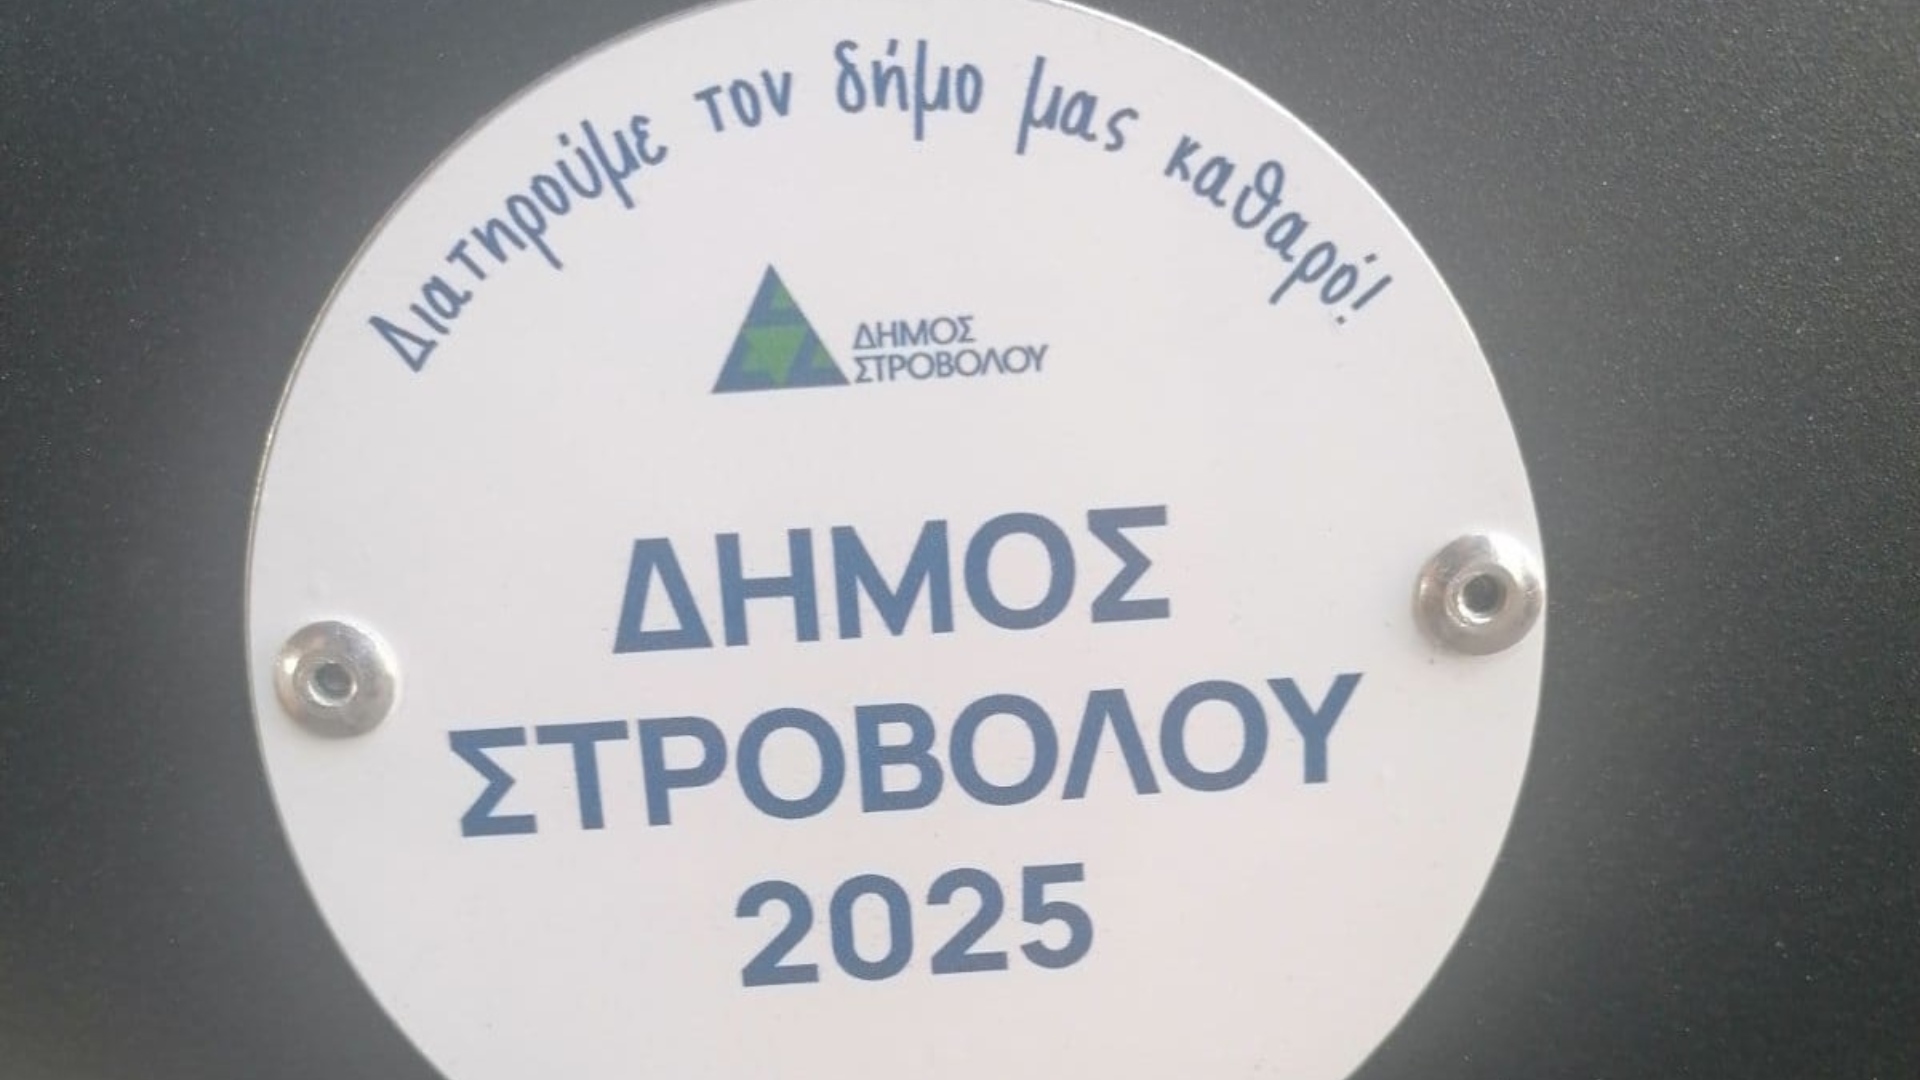 Διατηρούμε τον δήμο μας καθαρό!
ΔΗΜΟΣ
ΣΤΡΟΒΟΛΟΥ
ΔΗΜΟΣ
ΣΤΡΟΒΟΛΟΥ
2025